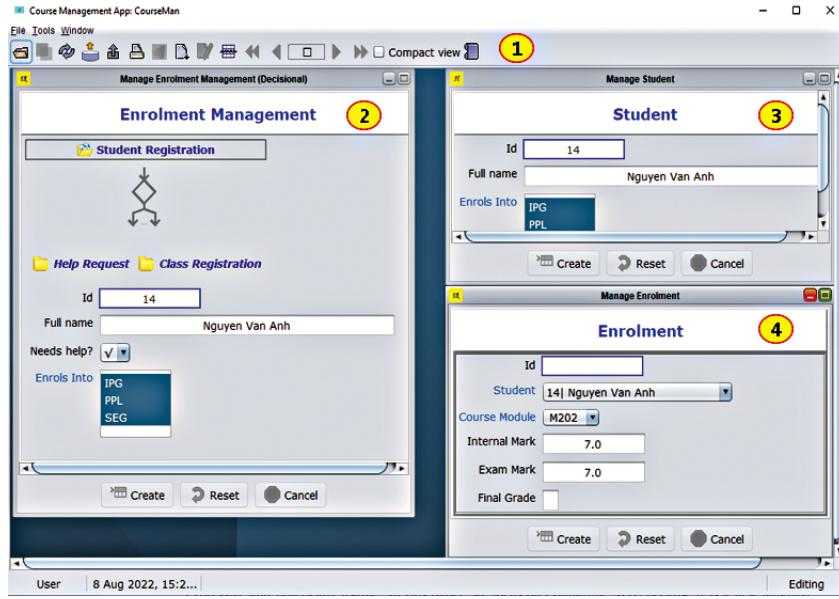 Course Management App: CourseMan
File Tools Window
Compact view 1
Manage Enrolment Management (Decisional)
Enrolment Management 2
Student Registration
Help Request Class Registration
Id 14
Full name Nguyen Van Anh
Needs help? √
Enrols Into IPG
PPL
SEG
Create Reset Cancel
Manage Student
Student 3
Id 14
Full name Nguyen Van Anh
Enrols Into IPG
PPL
Create Reset Cancel
Manage Enrolment
Enrolment 4
Id
Student 14| Nguyen Van Anh
Course Module M202
Internal Mark 7.0
Exam Mark 7.0
Final Grade
Create Reset Cancel
User 8 Aug 2022, 15:2... Editing